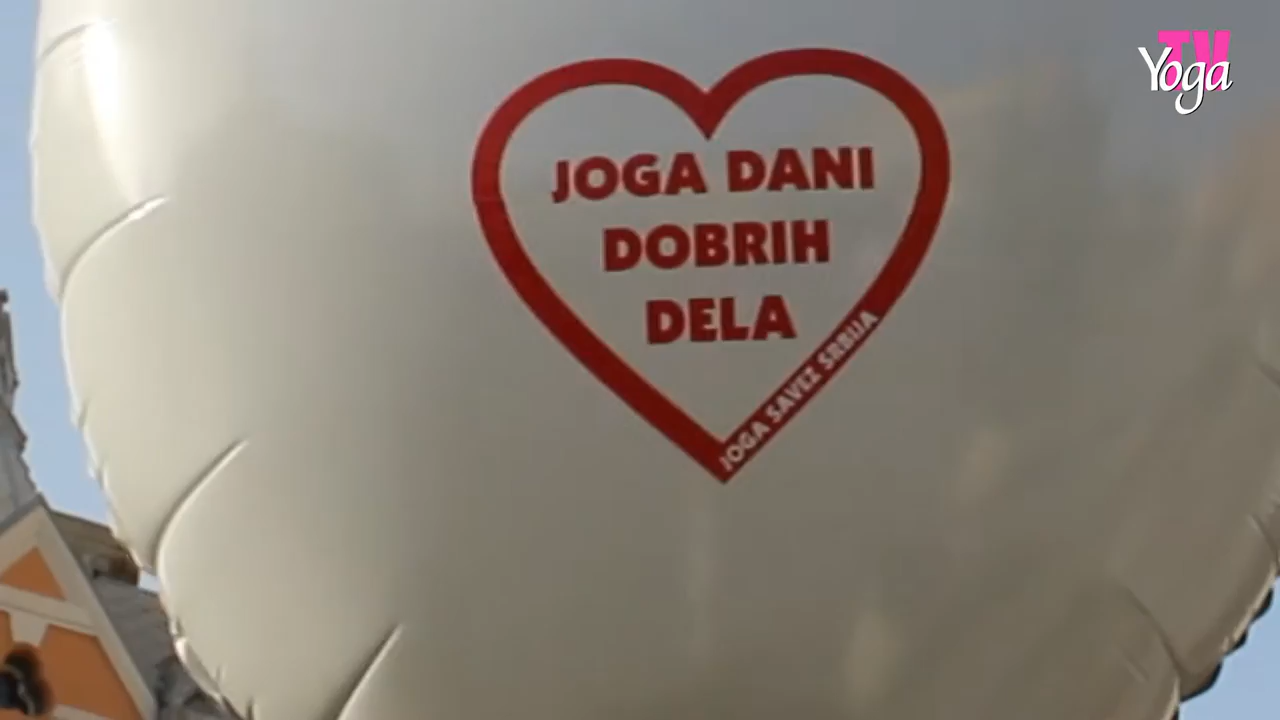 TV
Yoga
JOGA DANI
DOBRIH
DELA
JOGA SAVEZ SRBIJA